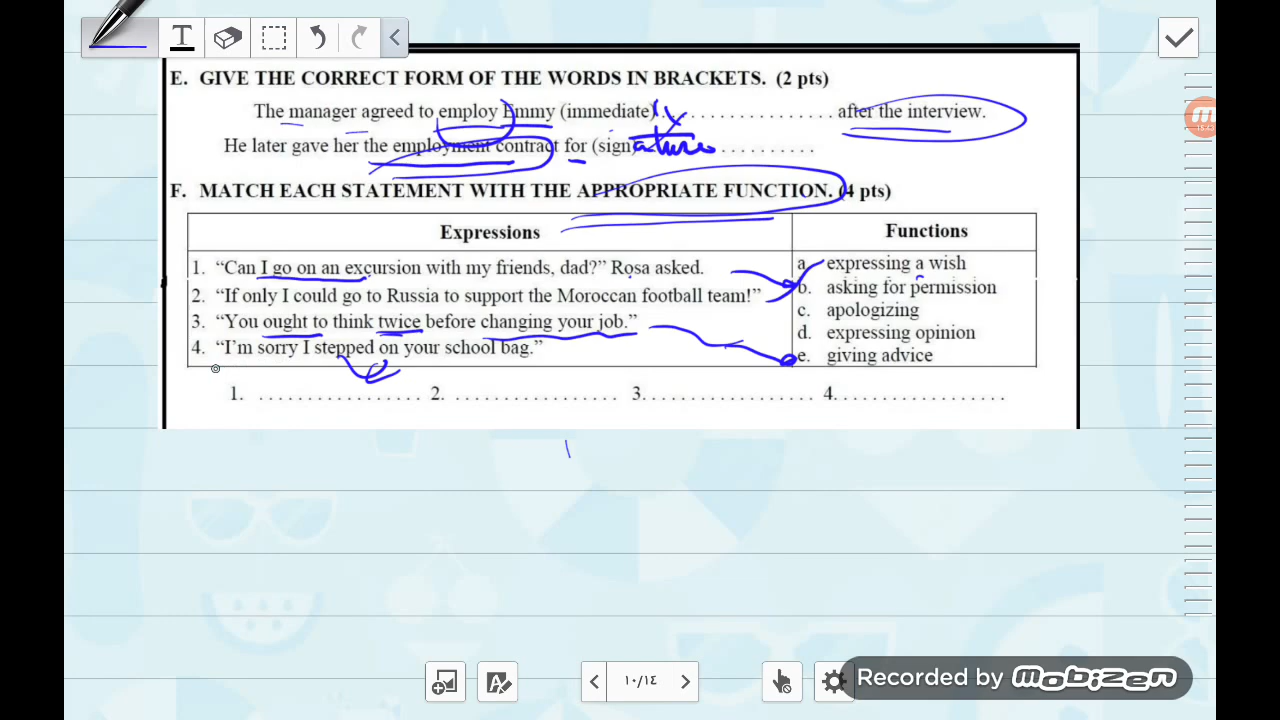 T
E. GIVE THE CORRECT FORM OF THE WORDS IN BRACKETS. (2 pts)
The manager agreed to employ Emmy (immediate) ly ............... after the interview.
He later gave her the employment contract for (sign) ature ..........
F. MATCH EACH STATEMENT WITH THE APPROPRIATE FUNCTION. (4 pts)
Expressions Functions
1. “Can I go on an excursion with my friends, dad?” Rosa asked. a. expressing a wish
2. “If only I could go to Russia to support the Moroccan football team!” b. asking for permission
3. “You ought to think twice before changing your job.” c. apologizing
4. “I’m sorry I stepped on your school bag.” d. expressing opinion
e. giving advice
1. ................. 2. ................. 3.................. 4..................
١٠/١٤
Recorded by mobizen